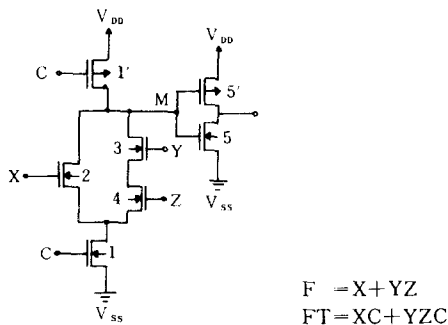 V_DD
V_DD
C
1'
M
5'
3
Y
5
X
2
4
Z
V_SS
C
1
V_SS
F = X+YZ
FT = XC+YZC